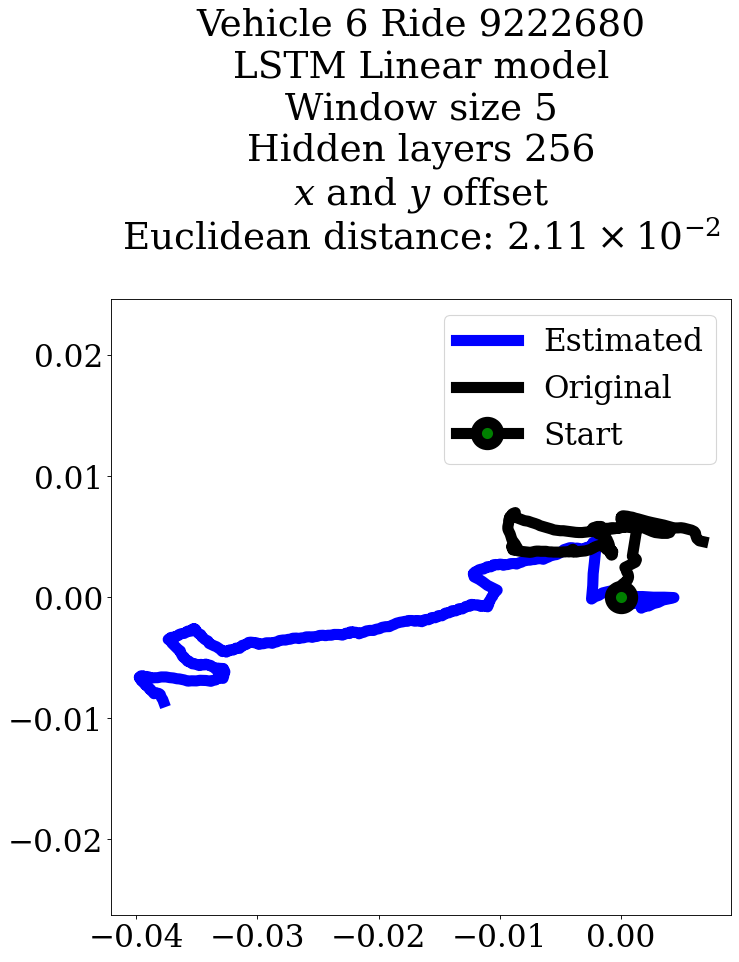 Vehicle 6 Ride 9222680
LSTM Linear model
Window size 5
Hidden layers 256
x and y offset
Euclidean distance: 2.11 × 10⁻²
Estimated
Original
Start
0.02
0.01
0.00
−0.01
−0.02
−0.04 −0.03 −0.02 −0.01 0.00